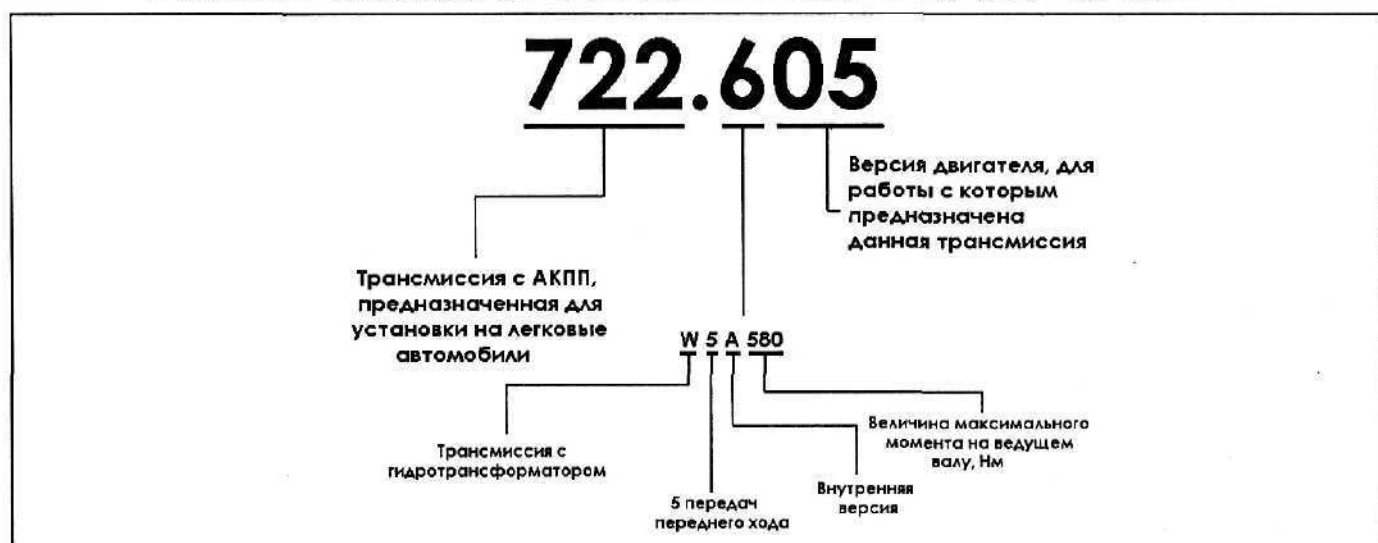 722.605
Версия двигателя, для
работы с которым
предназначена
данная трансмиссия
Трансмиссия с АКПП,
предназначенная для
установки на легковые
автомобили
W 5 A 580
Трансмиссия с
гидротрансформатором
5 передач
переднего хода
Внутренняя
версия
Величина максимального
момента на ведущем
валу, Нм